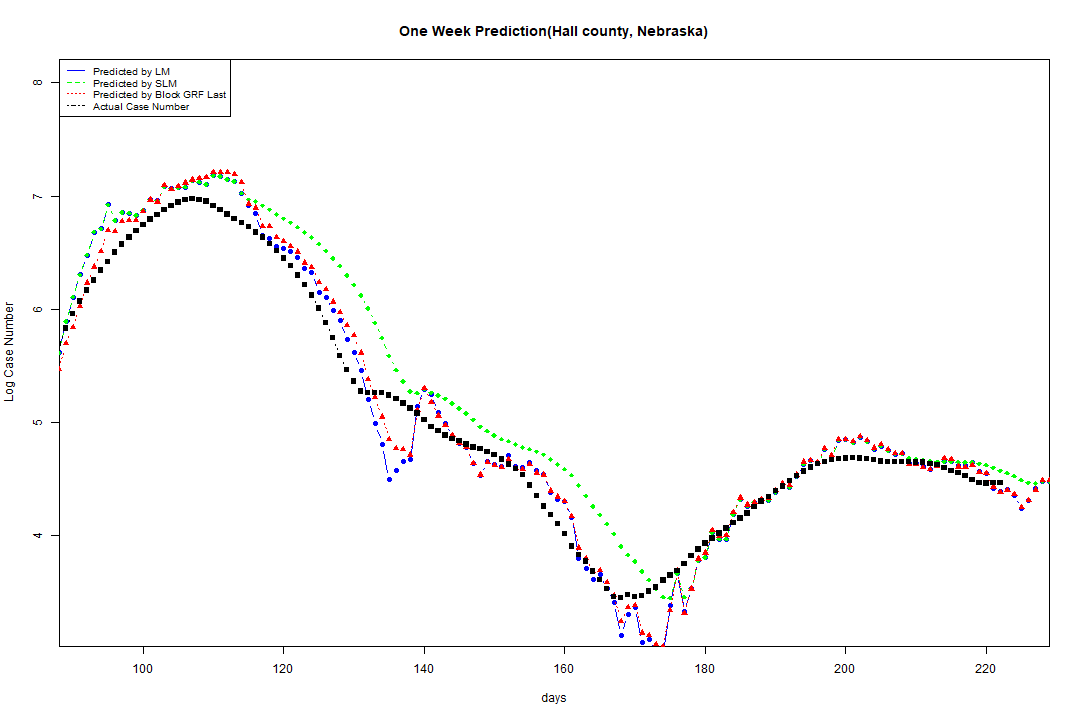 One Week Prediction(Hall county, Nebraska)
Predicted by LM
Predicted by SLM
Predicted by Block GRF Last
Actual Case Number
8
7
6
5
4
Log Case Number
100 120 140 160 180 200 220
days